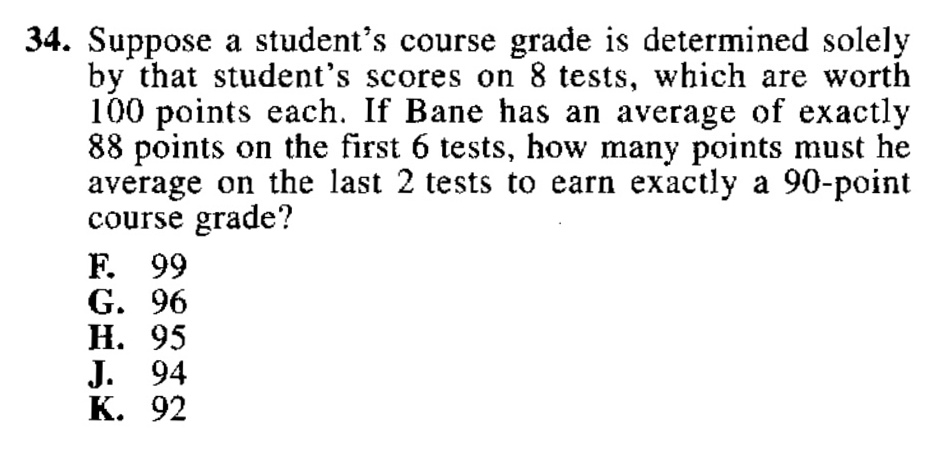 34. Suppose a student's course grade is determined solely
by that student's scores on 8 tests, which are worth
100 points each. If Bane has an average of exactly
88 points on the first 6 tests, how many points must he
average on the last 2 tests to earn exactly a 90-point
course grade?
F. 99
G. 96
H. 95
J. 94
K. 92